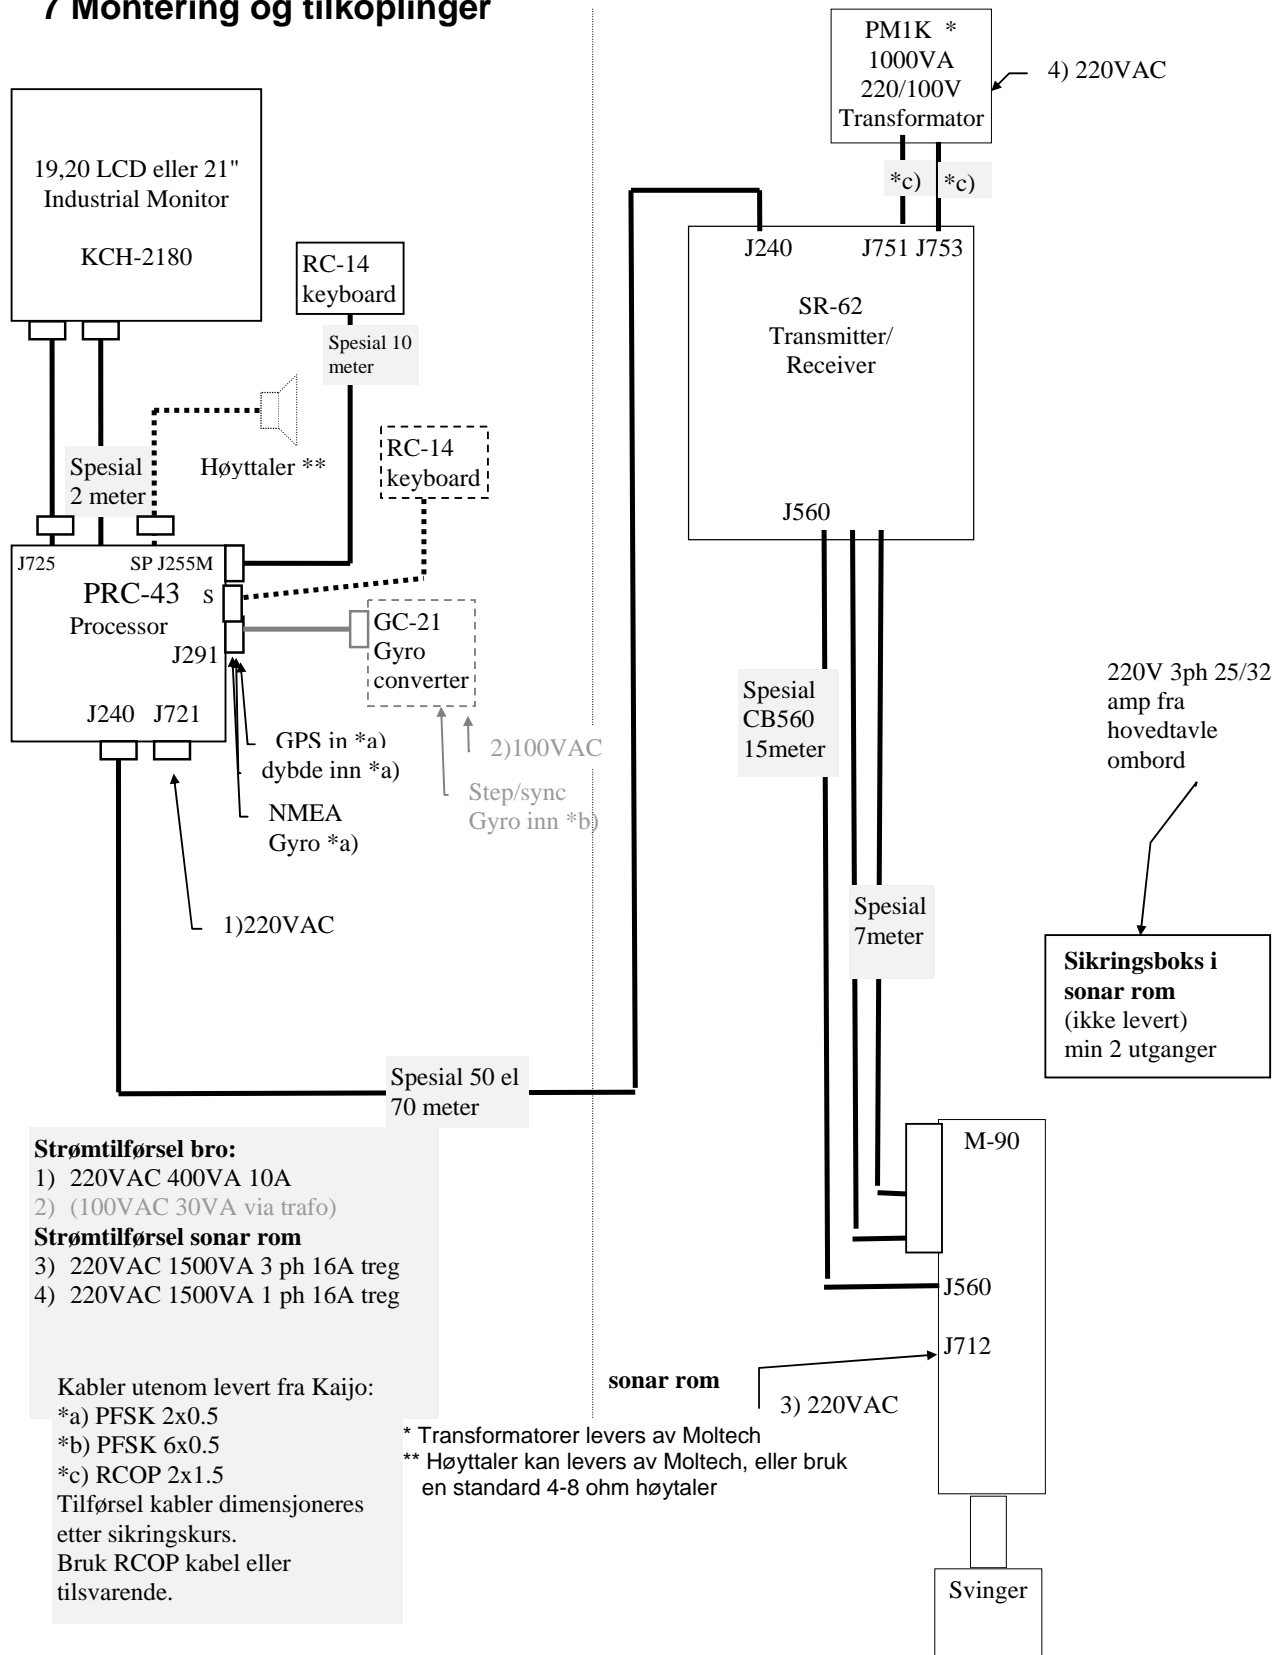 7 Montering og tilkoplinger
PM1K *
1000VA
220/100V
Transformator
4) 220VAC
*c)
*c)
19,20 LCD eller 21"
Industrial Monitor
KCH-2180
RC-14
keyboard
Spesial 10
meter
J240
J751 J753
SR-62
Transmitter/
Receiver
J560
Høyttaler **
RC-14
keyboard
Spesial
2 meter
J725
SP J255M
PRC-43
S
Processor
J291
J240
J721
GC-21
Gyro
converter
GPS in *a)
dybde inn *a)
NMEA
Gyro *a)
2)100VAC
Step/sync
Gyro inn *b)
1)220VAC
Spesial
CB560
15meter
Spesial
7meter
220V 3ph 25/32
amp fra
hovedtavle
ombord
Sikringsboks i
sonar rom
(ikke levert)
min 2 utganger
Spesial 50 el
70 meter
Strømtilførsel bro:
1) 220VAC 400VA 10A
2) (100VAC 30VA via trafo)
Strømtilførsel sonar rom
3) 220VAC 1500VA 3 ph 16A treg
4) 220VAC 1500VA 1 ph 16A treg
Kabler utenom levert fra Kaijo:
*a) PFSK 2x0.5
*b) PFSK 6x0.5
*c) RCOP 2x1.5
Tilførsel kabler dimensjoneres
etter sikringskurs.
Bruk RCOP kabel eller
tilsvarende.
M-90
J560
J712
sonar rom
3) 220VAC
* Transformatorer levers av Moltech
** Høyttaler kan levers av Moltech, eller bruk
en standard 4-8 ohm høytaler
Svinger